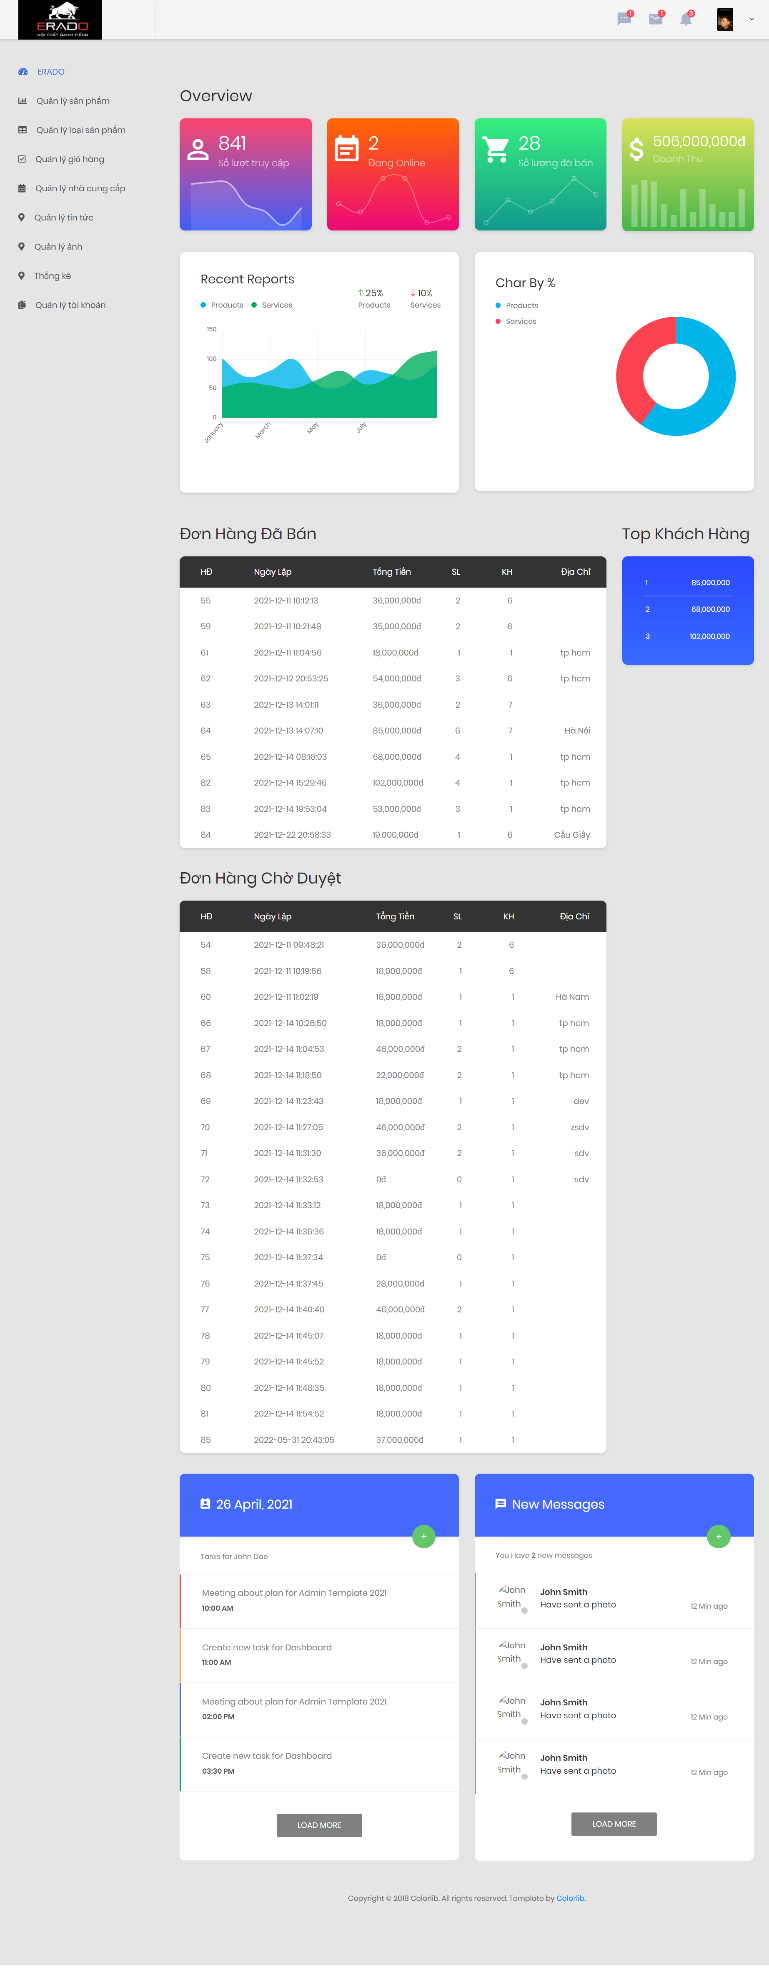 ERADO
NỘI THẤT DANH TIẾNG
1
1
3
ERADO
Quản lý sản phẩm
Quản lý loại sản phẩm
Quản lý giỏ hàng
Quản lý nhà cung cấp
Quản lý tin tức
Quản lý ảnh
Thống kê
Quản lý tài khoản
Overview
841
Số lượt truy cập
2
Đang Online
28
Số lượng đã bán
506,000,000đ
Doanh Thu
Recent Reports
Products Services
25%
Products
10%
Services
150
100
50
0
January March May July
Char By %
Products
Services
Đơn Hàng Đã Bán
HĐ Ngày Lập Tổng Tiền SL KH Địa Chỉ
55 2021-12-11 10:12:13 36,000,000đ 2 6
59 2021-12-11 10:21:48 35,000,000đ 2 6
61 2021-12-11 11:04:56 18,000,000đ 1 1 tp hcm
62 2021-12-12 20:53:25 54,000,000đ 3 6 tp hcm
63 2021-12-13 14:01:11 36,000,000đ 2 7
64 2021-12-13 14:07:10 85,000,000đ 6 7 Hà Nội
65 2021-12-14 08:16:03 68,000,000đ 4 1 tp hcm
82 2021-12-14 15:29:46 102,000,000đ 4 1 tp hcm
83 2021-12-14 19:53:04 53,000,000đ 3 1 tp hcm
84 2021-12-22 20:58:33 19,000,000đ 1 6 Cầu Giấy
Top Khách Hàng
1 85,000,000
2 68,000,000
3 102,000,000
Đơn Hàng Chờ Duyệt
HĐ Ngày Lập Tổng Tiền SL KH Địa Chỉ
54 2021-12-11 09:48:21 36,000,000đ 2 6
58 2021-12-11 10:19:56 18,000,000đ 1 6
60 2021-12-11 11:02:19 18,000,000đ 1 1 Hà Nam
66 2021-12-14 10:26:50 18,000,000đ 1 1 tp hcm
67 2021-12-14 11:04:53 46,000,000đ 2 1 tp hcm
68 2021-12-14 11:18:50 22,000,000đ 2 1 tp hcm
69 2021-12-14 11:23:43 18,000,000đ 1 1 dev
70 2021-12-14 11:27:05 46,000,000đ 2 1 zsdv
71 2021-12-14 11:31:30 36,000,000đ 2 1 sdv
72 2021-12-14 11:32:53 0đ 0 1 sdv
73 2021-12-14 11:33:12 18,000,000đ 1 1
74 2021-12-14 11:36:36 18,000,000đ 1 1
75 2021-12-14 11:37:34 0đ 0 1
76 2021-12-14 11:37:45 28,000,000đ 1 1
77 2021-12-14 11:40:40 46,000,000đ 2 1
78 2021-12-14 11:45:07 18,000,000đ 1 1
79 2021-12-14 11:45:52 18,000,000đ 1 1
80 2021-12-14 11:48:35 18,000,000đ 1 1
81 2021-12-14 11:54:52 18,000,000đ 1 1
85 2022-05-31 20:43:05 37,000,000đ 1 1
26 April, 2021
+
Tasks for John Doe
Meeting about plan for Admin Template 2021
10:00 AM
Create new task for Dashboard
11:00 AM
Meeting about plan for Admin Template 2021
02:00 PM
Create new task for Dashboard
03:30 PM
LOAD MORE
New Messages
+
You Have 2 new messages
John Smith
John Smith
Have sent a photo
12 Min ago
John Smith
John Smith
Have sent a photo
12 Min ago
John Smith
John Smith
Have sent a photo
12 Min ago
John Smith
John Smith
Have sent a photo
12 Min ago
LOAD MORE
Copyright © 2018 Colorlib. All rights reserved. Template by Colorlib.